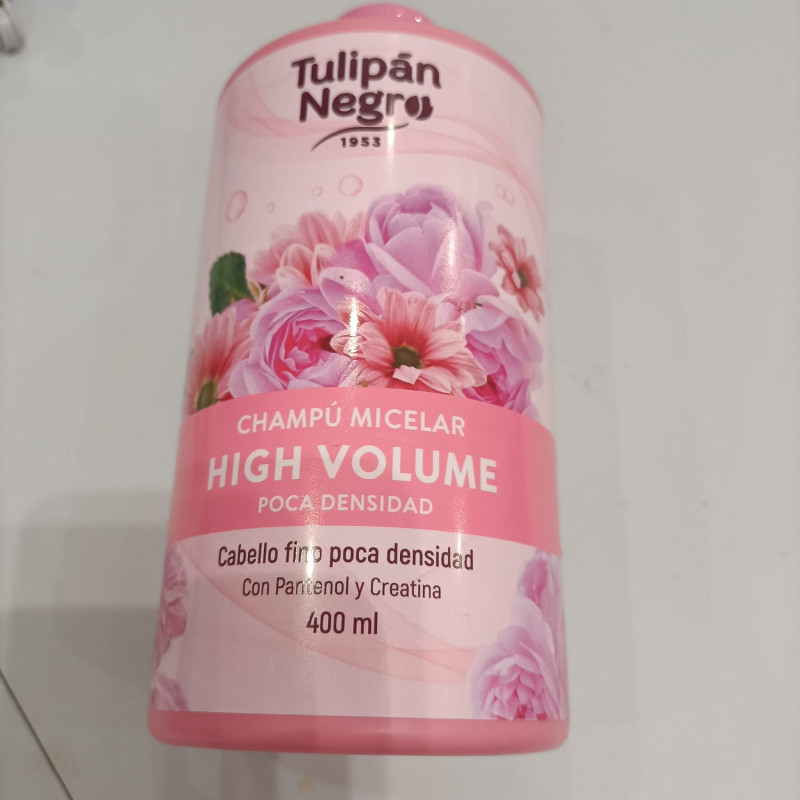 Tulipán
Negro
1953
CHAMPÚ MICELAR
HIGH VOLUME
POCA DENSIDAD
Cabello fino poca densidad
Con Pantenol y Creatina
400 ml